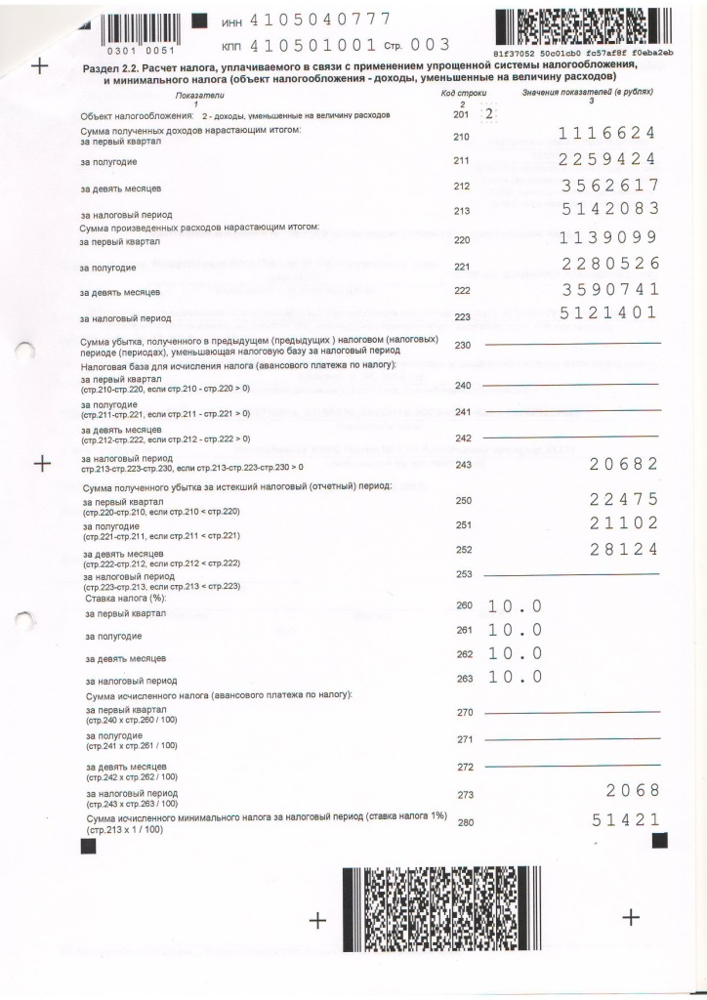 ИНН 4105040777
0301 0051
КПП 410501001 Стр. 003
81f37052 50c01cb0 fc57af8f f0eba2eb
Раздел 2.2. Расчет налога, уплачиваемого в связи с применением упрощенной системы налогообложения,
и минимального налога (объект налогообложения - доходы, уменьшенные на величину расходов)
Показатели Код строки Значения показателей (в рублях)
1 2 3
Объект налогообложения: 2 - доходы, уменьшенные на величину расходов 201 2
Сумма полученных доходов нарастающим итогом:
за первый квартал 210 1116624
за полугодие 211 2259424
за девять месяцев 212 3562617
за налоговый период 213 5142083
Сумма произведенных расходов нарастающим итогом:
за первый квартал 220 1139099
за полугодие 221 2280526
за девять месяцев 222 3590741
за налоговый период 223 5121401
Сумма убытка, полученного в предыдущем (предыдущих ) налоговом (налоговых)
периоде (периодах), уменьшающая налоговую базу за налоговый период 230
Налоговая база для исчисления налога (авансового платежа по налогу):
за первый квартал
(стр.210-стр.220, если стр.210 - стр.220 > 0) 240
за полугодие
(стр.211-стр.221, если стр.211 - стр.221 > 0) 241
за девять месяцев
(стр.212-стр.222, если стр.212 - стр.222 > 0) 242
за налоговый период
стр.213-стр.223-стр.230, если стр.213-стр.223-стр.230 > 0 243 20682
Сумма полученного убытка за истекший налоговый (отчетный) период:
за первый квартал 250 22475
(стр.220-стр.210, если стр.210 < стр.220)
за полугодие 251 21102
(стр.221-стр.211, если стр.211 < стр.221)
за девять месяцев 252 28124
(стр.222-стр.212, если стр.212 < стр.222)
за налоговый период 253
(стр.223-стр.213, если стр.213 < стр.223)
Ставка налога (%):
за первый квартал 260 10.0
за полугодие 261 10.0
за девять месяцев 262 10.0
за налоговый период 263 10.0
Сумма исчисленного налога (авансового платежа по налогу):
за первый квартал 270
(стр.240 x стр.260 / 100)
за полугодие 271
(стр.241 x стр.261 / 100)
за девять месяцев 272
(стр.242 x стр.262 / 100)
за налоговый период 273 2068
(стр.243 x стр.263 / 100)
Сумма исчисленного минимального налога за налоговый период (ставка налога 1%) 280 51421
(стр.213 x 1 / 100)